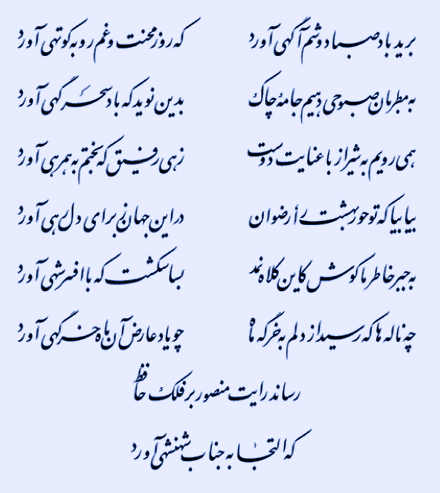 برید باد صبا دوشم آگهی آورد که روز محنت و غم رو به کوتهی آورد
به مطربان صبوحی دهیم جامهٔ چاک بدین نوید که باد سحرگهی آورد
همی رویم به شیراز با عنایت دوست زهی رفیق که بختم به همرهی آورد
بیا بیا که تو حور بهشت را رضوان در این جهان ز برای دل رهی آورد
به جبر خاطر ما کوش کاین کلاه نمد بسا شکست که با افسر شهی آورد
چه ناله ها که رسید از دلم به خرگه ماه چو یاد عارض آن ماه خرگهی آورد
رساند رایت منصور بر فلک حافظ
که التجا به جناب شهنشهی آورد